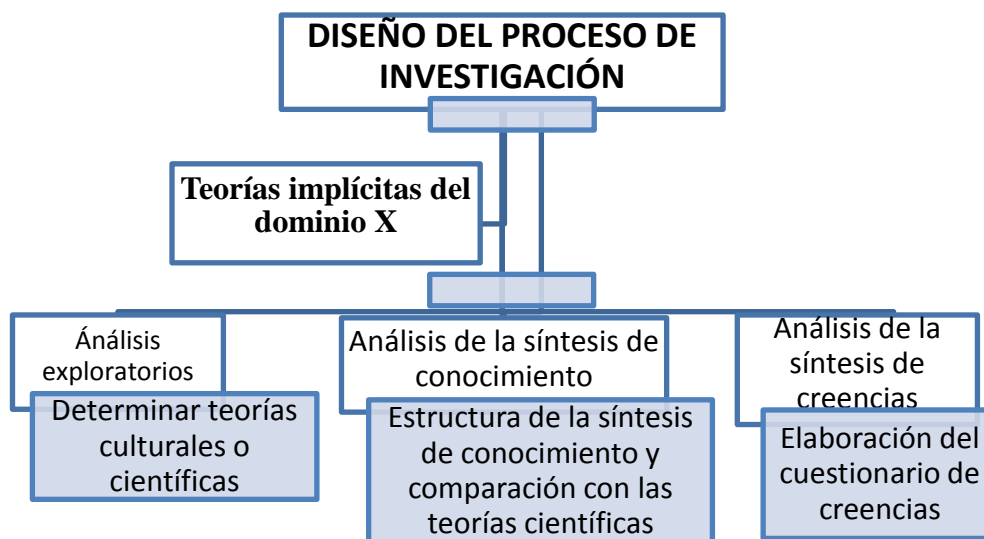 DISEÑO DEL PROCESO DE
INVESTIGACIÓN
Teorías implícitas del
dominio X
Ánálisis
exploratorios
Determinar teorías
culturales o
científicas
Análisis de la síntesis de
conocimiento
Estructura de la síntesis
de conocimiento y
comparación con las
teorías científicas
Análisis de la
síntesis de
creencias
Elaboración del
cuestionario de
creencias